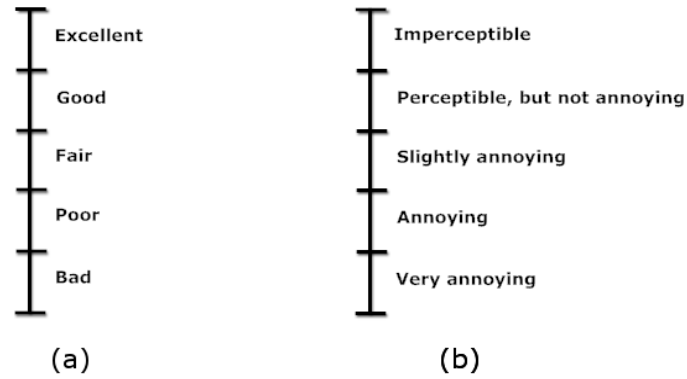 Excellent
Good
Fair
Poor
Bad
(a)
Imperceptible
Perceptible, but not annoying
Slightly annoying
Annoying
Very annoying
(b)